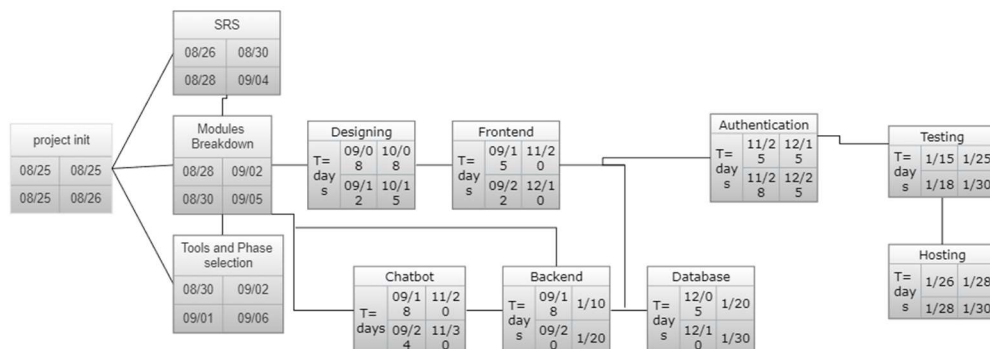 SRS
08/26 08/30
08/28 09/04
project init
08/25 08/25
08/25 08/26
Modules
Breakdown
08/28 09/02
08/30 09/05
Tools and Phase
selection
08/30 09/02
09/01 09/06
Designing
T=
day
s
09/0
8
10/0
8
09/1
2
10/1
5
Frontend
T=
day
s
09/1
5
11/2
0
09/2
2
12/1
0
Chatbot
T=
days
09/1
8
11/2
0
09/2
4
11/3
0
Backend
T=
day
s
09/1
8
1/10
09/2
0
1/20
Database
T=
day
s
12/0
5
1/20
12/1
0
1/30
Authentication
T=
day
s
11/2
5
12/1
5
11/2
8
12/2
5
Testing
T=
day
s
1/15 1/25
1/18 1/30
Hosting
T=
day
s
1/26 1/28
1/28 1/30